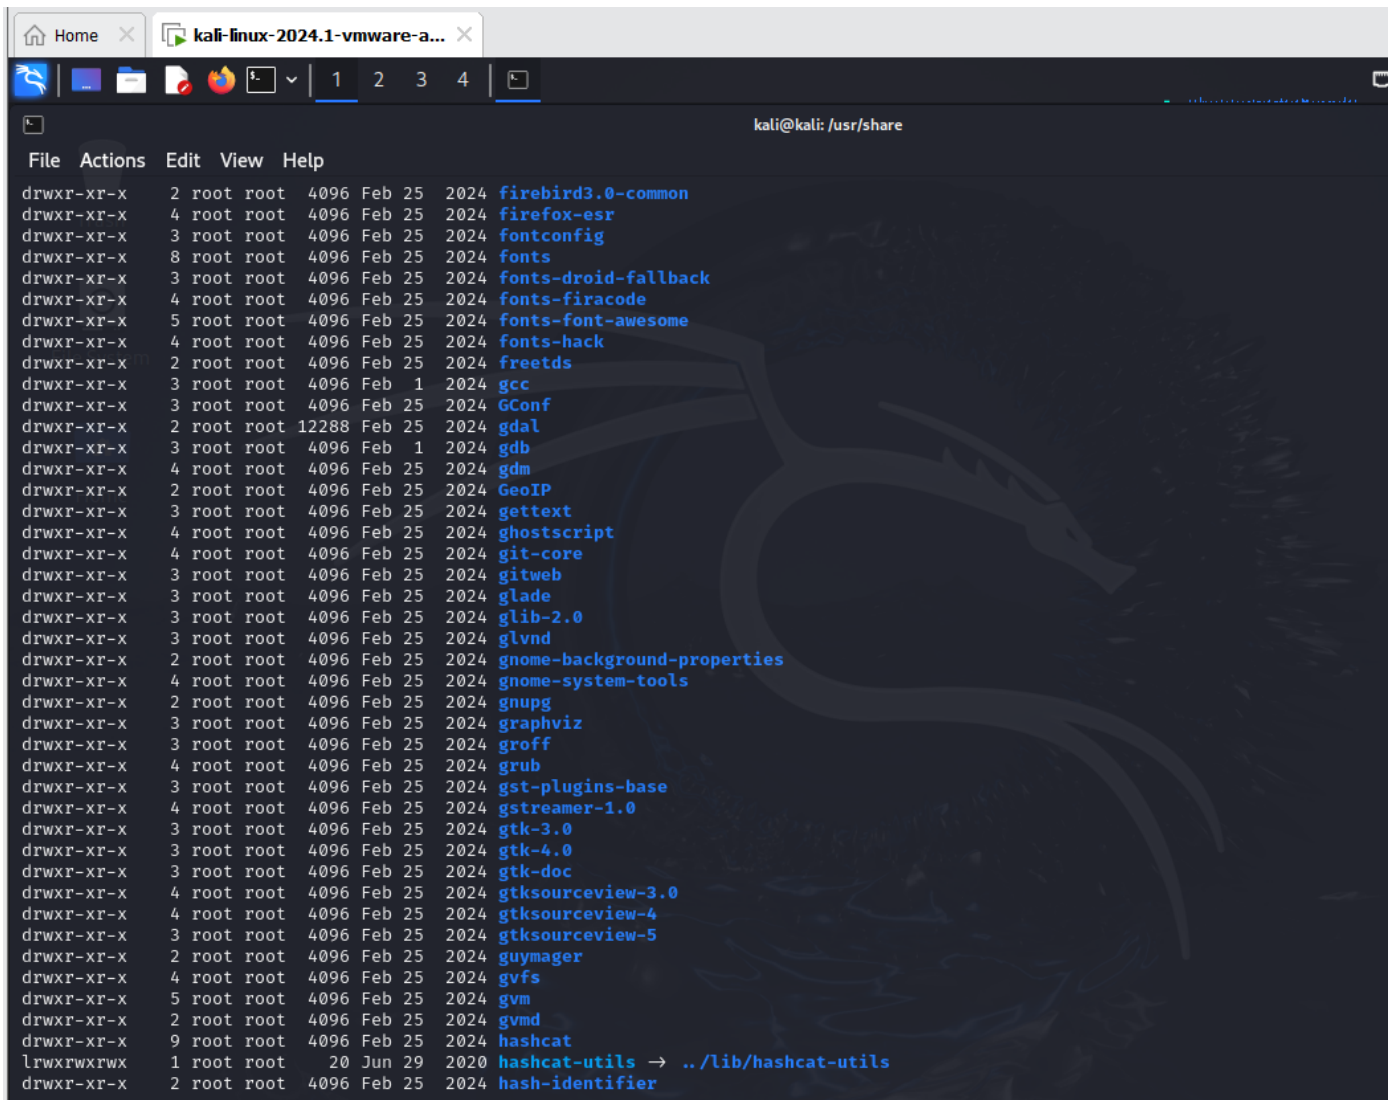 Home
kali-linux-2024.1-vmware-a...
1 2 3 4
kali@kali: /usr/share
File Actions Edit View Help
drwxr-xr-x 2 root root 4096 Feb 25 2024 firebird3.0-common
drwxr-xr-x 4 root root 4096 Feb 25 2024 firefox-esr
drwxr-xr-x 3 root root 4096 Feb 25 2024 fontconfig
drwxr-xr-x 8 root root 4096 Feb 25 2024 fonts
drwxr-xr-x 3 root root 4096 Feb 25 2024 fonts-droid-fallback
drwxr-xr-x 4 root root 4096 Feb 25 2024 fonts-firacode
drwxr-xr-x 5 root root 4096 Feb 25 2024 fonts-font-awesome
drwxr-xr-x 4 root root 4096 Feb 25 2024 fonts-hack
drwxr-xr-x 2 root root 4096 Feb 25 2024 freetds
drwxr-xr-x 3 root root 4096 Feb 1 2024 gcc
drwxr-xr-x 3 root root 4096 Feb 25 2024 GConf
drwxr-xr-x 2 root root 12288 Feb 25 2024 gdal
drwxr-xr-x 3 root root 4096 Feb 1 2024 gdb
drwxr-xr-x 4 root root 4096 Feb 25 2024 gdm
drwxr-xr-x 2 root root 4096 Feb 25 2024 GeoIP
drwxr-xr-x 3 root root 4096 Feb 25 2024 gettext
drwxr-xr-x 4 root root 4096 Feb 25 2024 ghostscript
drwxr-xr-x 4 root root 4096 Feb 25 2024 git-core
drwxr-xr-x 3 root root 4096 Feb 25 2024 gitweb
drwxr-xr-x 3 root root 4096 Feb 25 2024 glade
drwxr-xr-x 3 root root 4096 Feb 25 2024 glib-2.0
drwxr-xr-x 3 root root 4096 Feb 25 2024 glvnd
drwxr-xr-x 2 root root 4096 Feb 25 2024 gnome-background-properties
drwxr-xr-x 4 root root 4096 Feb 25 2024 gnome-system-tools
drwxr-xr-x 2 root root 4096 Feb 25 2024 gnupg
drwxr-xr-x 3 root root 4096 Feb 25 2024 graphviz
drwxr-xr-x 3 root root 4096 Feb 25 2024 groff
drwxr-xr-x 4 root root 4096 Feb 25 2024 grub
drwxr-xr-x 3 root root 4096 Feb 25 2024 gst-plugins-base
drwxr-xr-x 4 root root 4096 Feb 25 2024 gstreamer-1.0
drwxr-xr-x 3 root root 4096 Feb 25 2024 gtk-3.0
drwxr-xr-x 3 root root 4096 Feb 25 2024 gtk-4.0
drwxr-xr-x 3 root root 4096 Feb 25 2024 gtk-doc
drwxr-xr-x 4 root root 4096 Feb 25 2024 gtksourceview-3.0
drwxr-xr-x 4 root root 4096 Feb 25 2024 gtksourceview-4
drwxr-xr-x 3 root root 4096 Feb 25 2024 gtksourceview-5
drwxr-xr-x 2 root root 4096 Feb 25 2024 guymager
drwxr-xr-x 4 root root 4096 Feb 25 2024 gvfs
drwxr-xr-x 5 root root 4096 Feb 25 2024 gvm
drwxr-xr-x 2 root root 4096 Feb 25 2024 gvmd
drwxr-xr-x 9 root root 4096 Feb 25 2024 hashcat
lrwxrwxrwx 1 root root 20 Jun 29 2020 hashcat-utils → ../lib/hashcat-utils
drwxr-xr-x 2 root root 4096 Feb 25 2024 hash-identifier